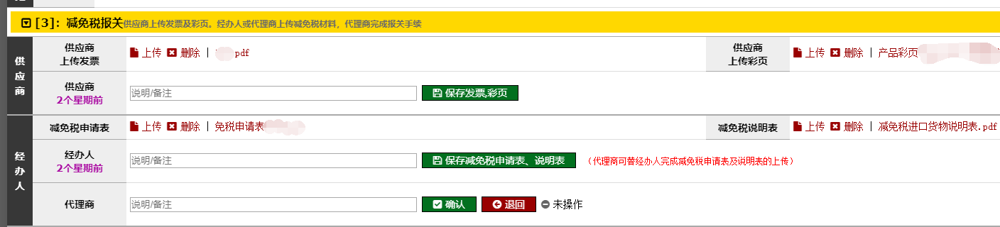 [3]: 减免税报关供应商上传发票及彩页。经办人或代理商上传减免税材料，代理商完成报关手续
供应商
供应商
上传发票
上传 删除 | pdf
供应商
上传彩页
上传 删除 | 产品彩页
供应商
2个星期前
说明/备注
保存发票,彩页
经办人
减免税申请表
上传 删除 | 免税申请表
减免税说明表
上传 删除 | 减免税进口货物说明表.pdf
经办人
2个星期前
说明/备注
保存减免税申请表、说明表
（代理商可替经办人完成减免税申请表及说明表的上传）
代理商
说明/备注
确认
退回
未操作